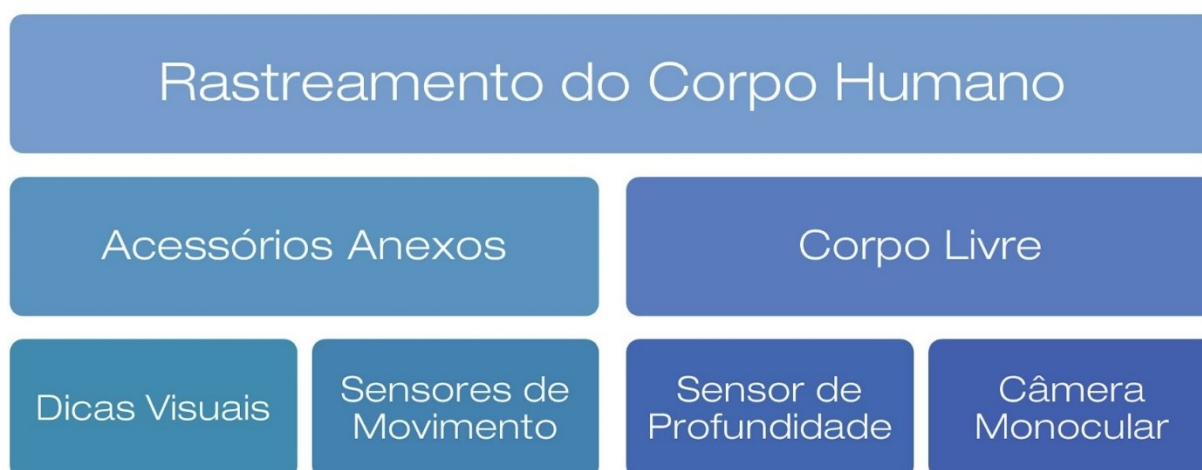 Rastreamento do Corpo Humano
Acessórios Anexos
Corpo Livre
Dicas Visuais
Sensores de
Movimento
Sensor de
Profundidade
Câmera
Monocular